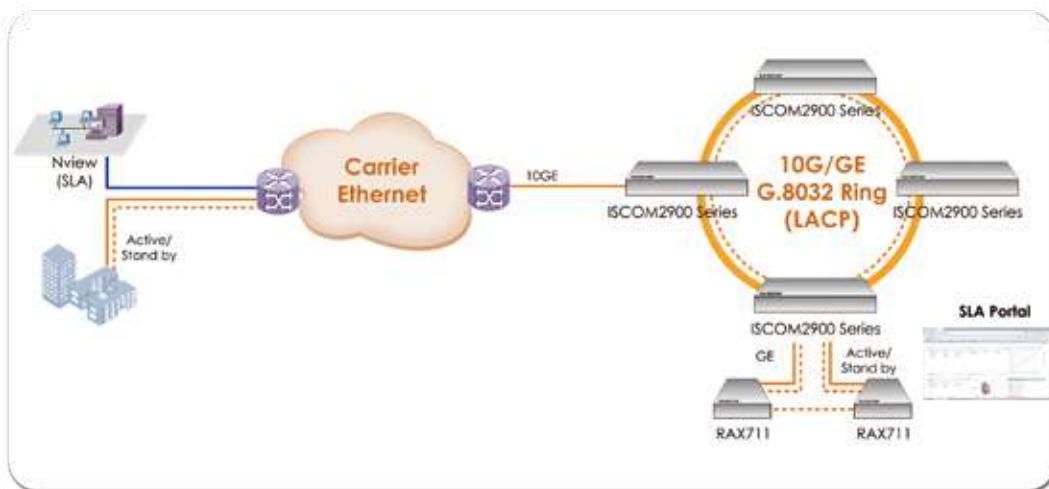 ISCOM2900 Series
Nview
(SLA)
Carrier
Ethernet
10GE
10G/GE
G.8032 Ring
(LACP)
ISCOM2900 Series
ISCOM2900 Series
Active/
Stand by
ISCOM2900 Series
SLA Portal
GE
Active/
Stand by
RAX711
RAX711